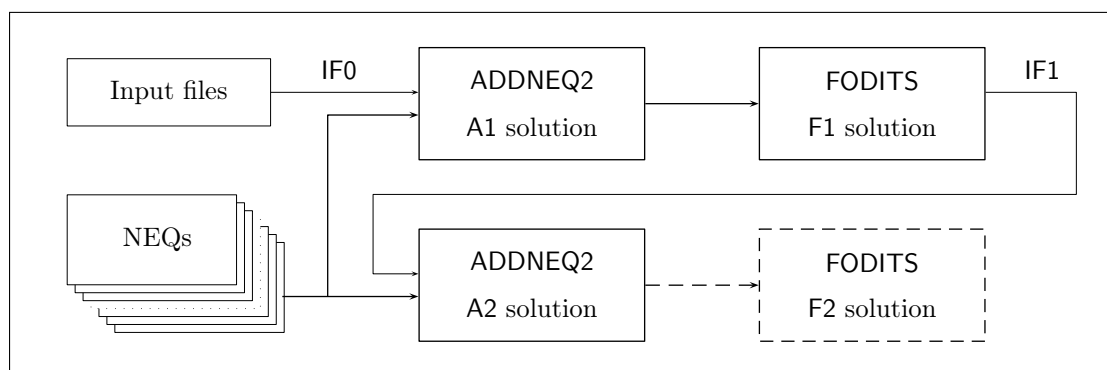 Input files
IF0
ADDNEQ2
A1 solution
FODITS
F1 solution
IF1
NEQs
ADDNEQ2
A2 solution
FODITS
F2 solution